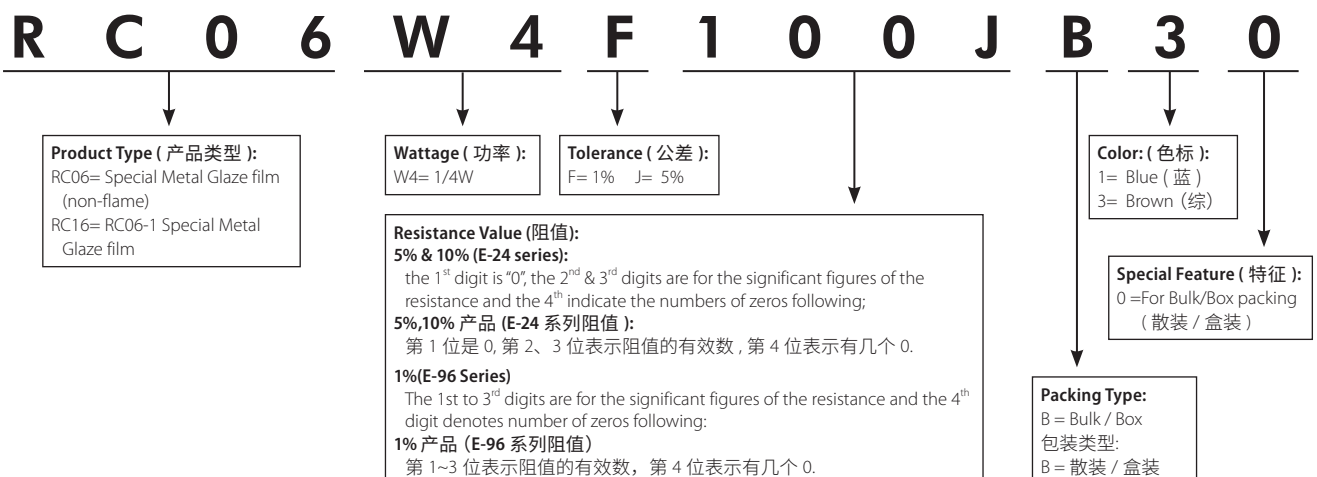 R C 0 6 W 4 F 1 0 0 J B 3 0
Product Type ( 产品类型 ):
RC06= Special Metal Glaze film
(non-flame)
RC16= RC06-1 Special Metal
Glaze film
Wattage ( 功率 ):
W4= 1/4W
Tolerance ( 公差 ):
F= 1% J= 5%
Resistance Value (阻值):
5% & 10% (E-24 series):
the 1st digit is "0", the 2nd & 3rd digits are for the significant figures of the
resistance and the 4th indicate the numbers of zeros following;
5%,10% 产品 (E-24 系列阻值 ):
第 1 位是 0, 第 2、3 位表示阻值的有效数 , 第 4 位表示有几个 0.
1%(E-96 Series)
The 1st to 3rd digits are for the significant figures of the resistance and the 4th
digit denotes number of zeros following:
1% 产品（E-96 系列阻值）
第 1~3 位表示阻值的有效数，第 4 位表示有几个 0.
Color: ( 色标 ):
1= Blue ( 蓝 )
3= Brown（综）
Special Feature ( 特征 ):
0 =For Bulk/Box packing
( 散装 / 盒装 )
Packing Type:
B = Bulk / Box
包装类型:
B = 散装 / 盒装